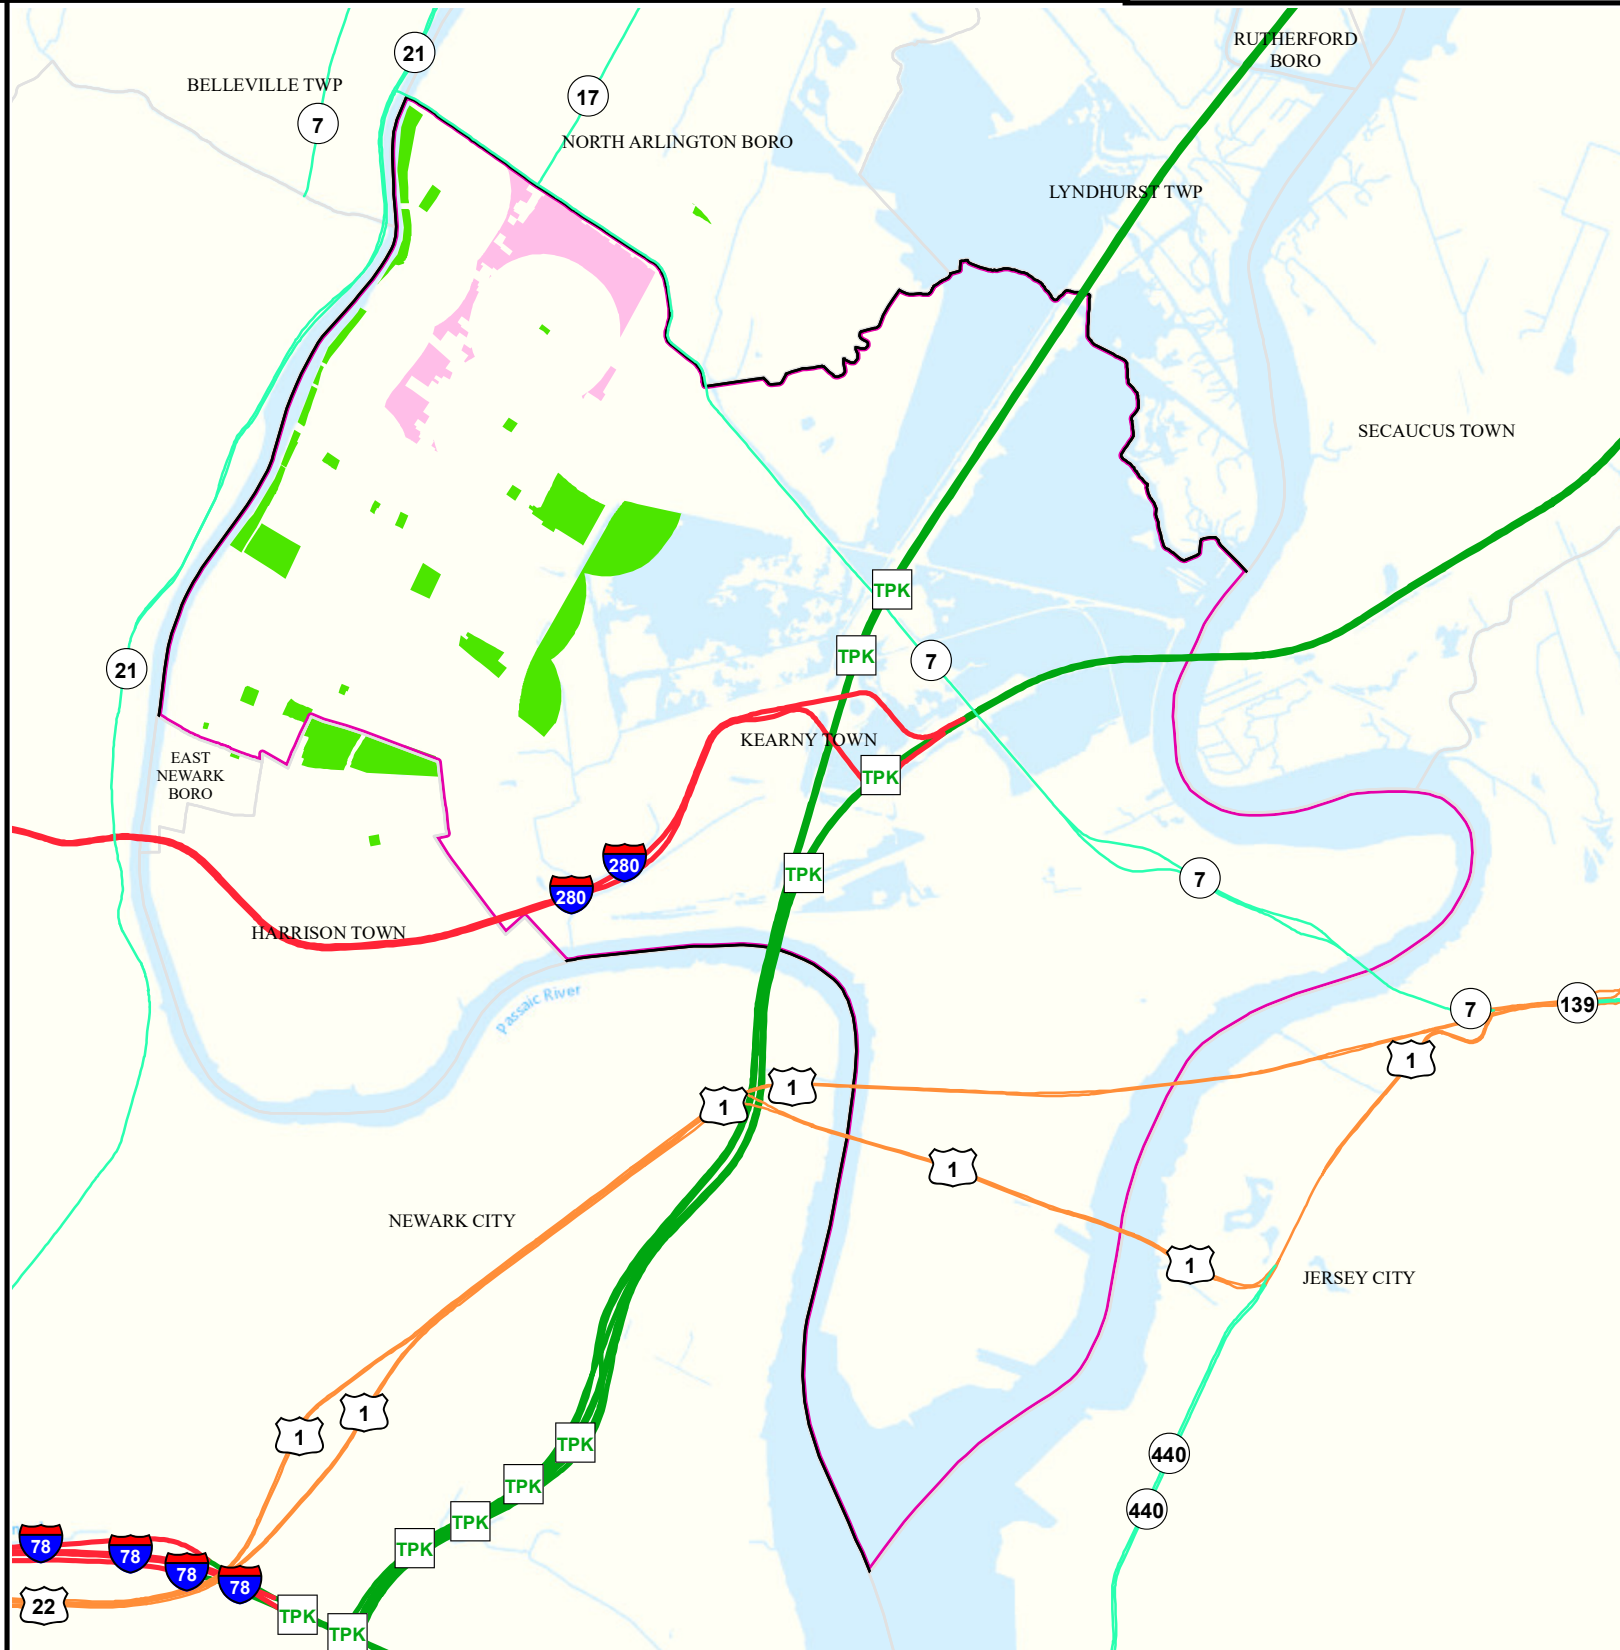 21
RUTHERFORD
BORO
BELLEVILLE TWP
17
7
NORTH ARLINGTON BORO
LYNDHURST TWP
SECAUCUS TOWN
TPK
TPK
7
21
KEARNY TOWN
EAST
NEWARK
BORO
TPK
280
TPK
7
280
HARRISON TOWN
Passaic River
7
139
1
1
1
1
NEWARK CITY
1
JERSEY CITY
1
1
TPK
440
TPK
440
TPK
78
TPK
78
78
78
22
TPK
TPK